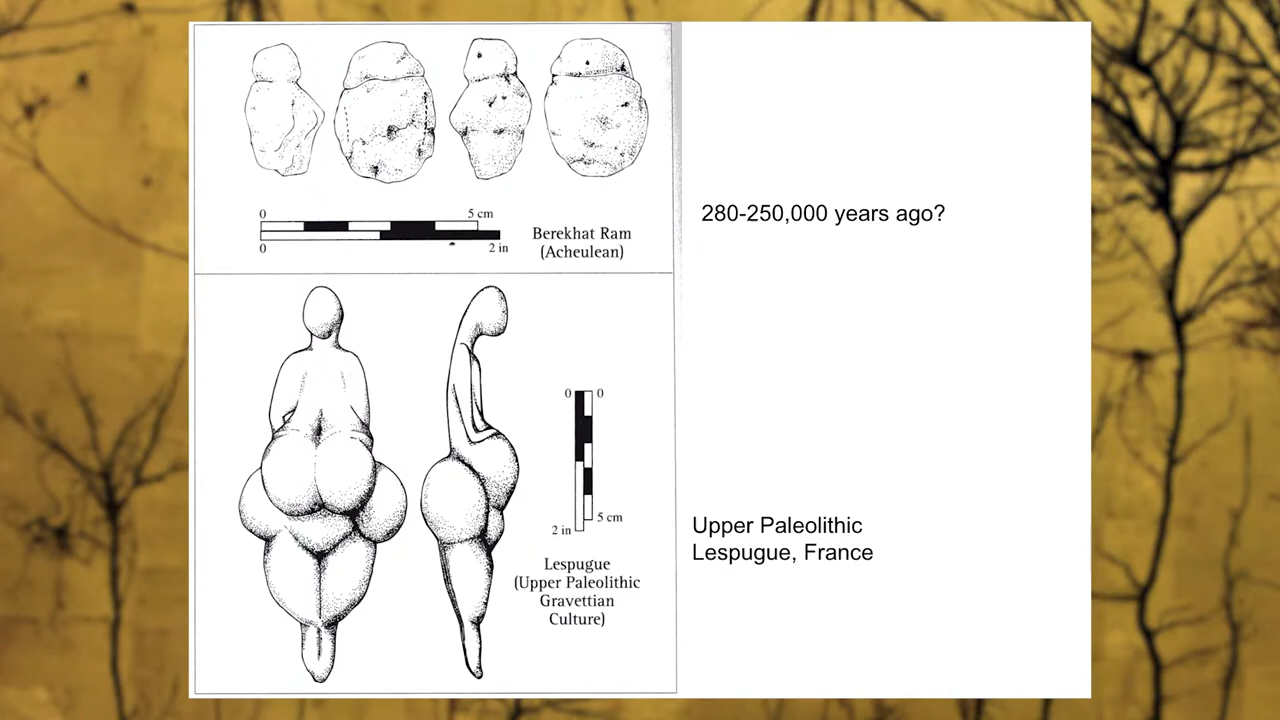 0 5 cm
0 2 in
Berekhat Ram
(Acheulean)
280-250,000 years ago?
0 0
5 cm
2 in
Lespugue
(Upper Paleolithic
Gravettian
Culture)
Upper Paleolithic
Lespugue, France